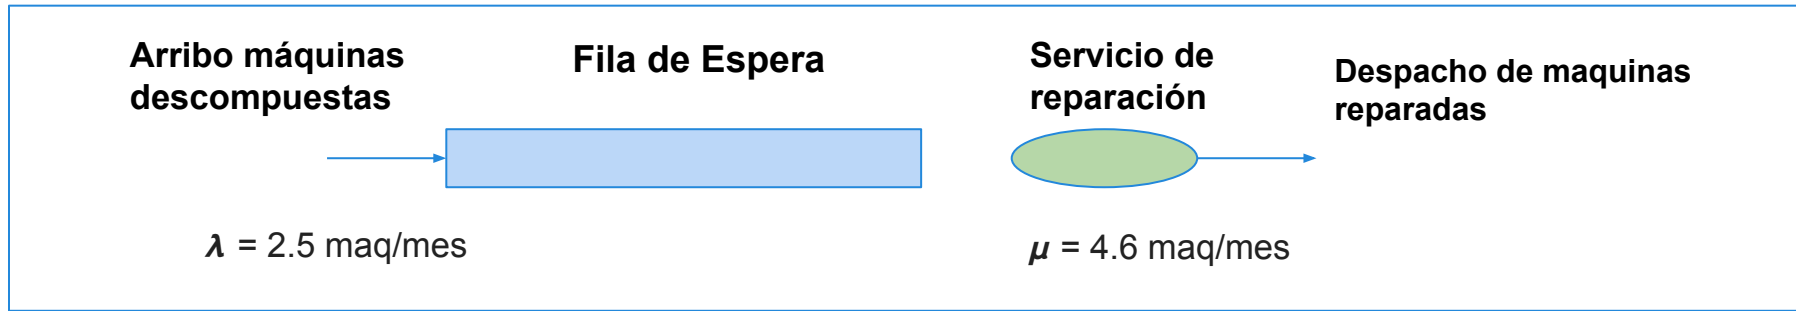 Arribo máquinas
descompuestas
Fila de Espera
Servicio de
reparación
Despacho de maquinas
reparadas
λ = 2.5 maq/mes
μ = 4.6 maq/mes